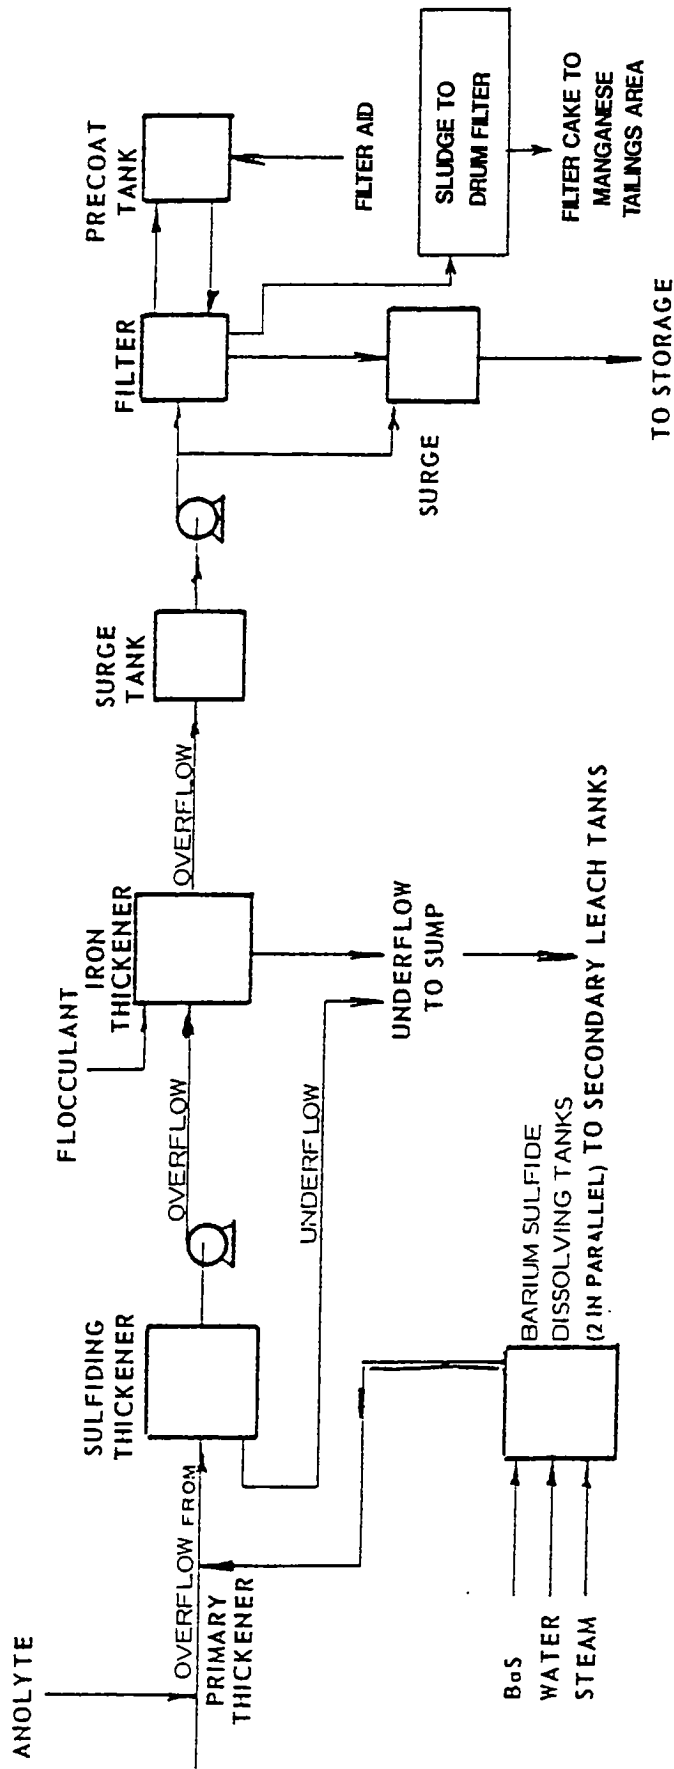 ANOLYTE
OVERFLOW FROM
PRIMARY
THICKENER
SULFIDING
THICKENER
OVERFLOW
UNDERFLOW
FLOCCULANT
IRON
THICKENER
OVERFLOW
UNDERFLOW
TO SUMP
SURGE
TANK
FILTER
PRECOAT
TANK
FILTER AID
SURGE
SLUDGE TO
DRUM FILTER
FILTER CAKE TO
MANGANESE
TAILINGS AREA
TO STORAGE
BaS
WATER
STEAM
BARIUM SULFIDE
DISSOLVING TANKS
(2 IN PARALLEL) TO SECONDARY LEACH TANKS